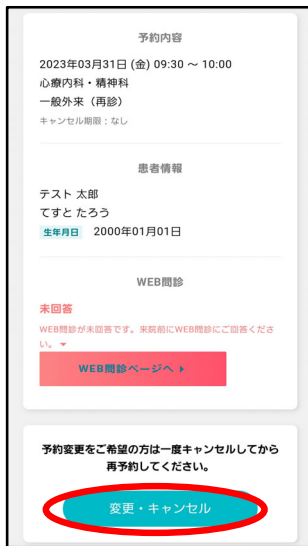 予約内容
2023年03月31日 (金) 09:30 ～ 10:00
心療内科・精神科
一般外来（再診）
キャンセル期限：なし
患者情報
テスト 太郎
てすと たろう
生年月日 2000年01月01日
WEB問診
未回答
WEB問診が未回答です。来院前にWEB問診にご回答くださ
い。
WEB問診ページへ
予約変更をご希望の方は一度キャンセルしてから
再予約してください。
変更・キャンセル